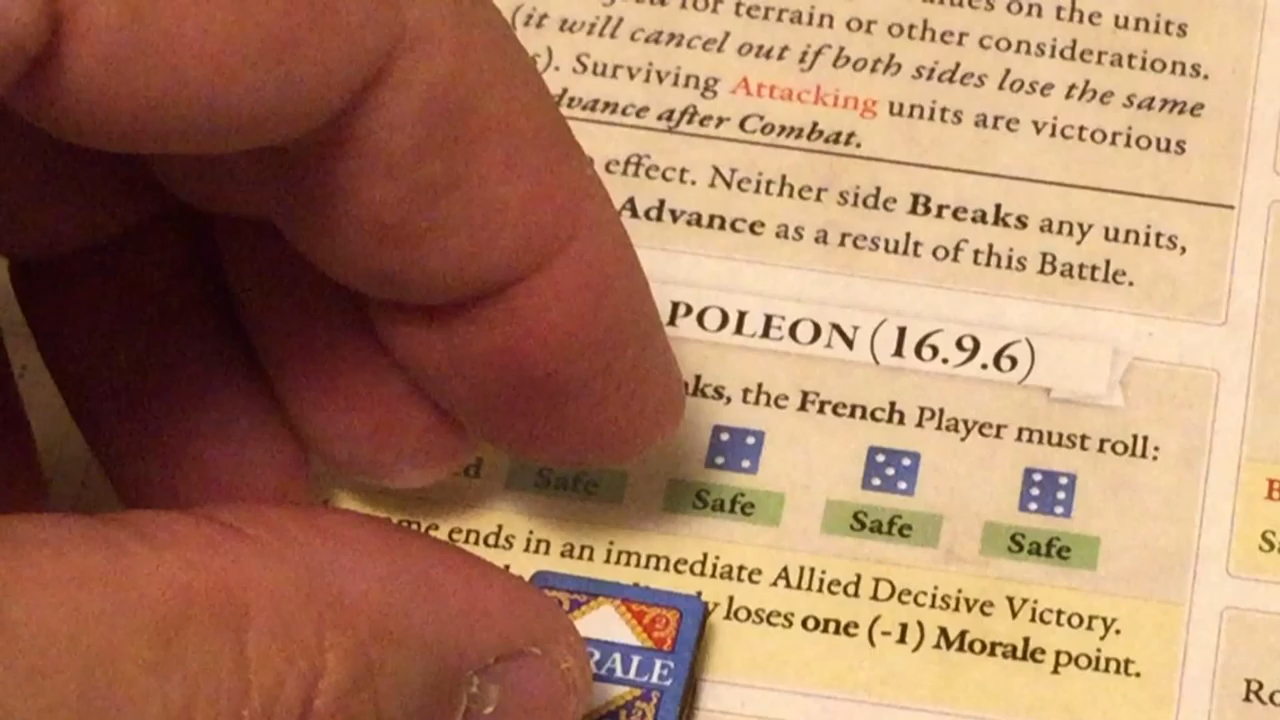 for terrain or other considerations.
on the units
(it will cancel out if both sides lose the same
). Surviving Attacking units are victorious
dvance after Combat.
effect. Neither side Breaks any units,
Advance as a result of this Battle.
POLEON (16.9.6)
aks, the French Player must roll:
d Safe Safe Safe Safe
me ends in an immediate Allied Decisive Victory.
y loses one (-1) Morale point.
RALE